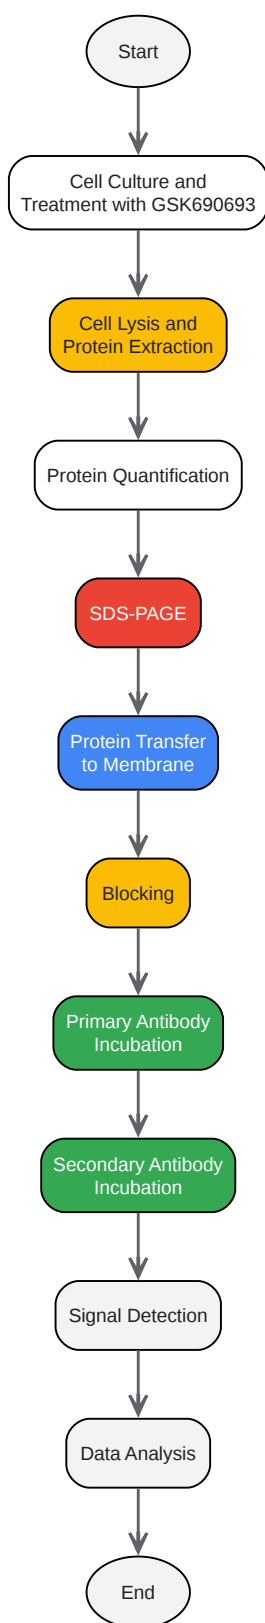 Start
Cell Culture and
Treatment with GSK690693
Cell Lysis and
Protein Extraction
Protein Quantification
SDS-PAGE
Protein Transfer
to Membrane
Blocking
Primary Antibody
Incubation
Secondary Antibody
Incubation
Signal Detection
Data Analysis
End